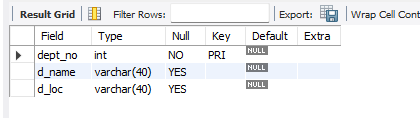 Result Grid Filter Rows: Export: Wrap Cell Cont
Field Type Null Key Default Extra
dept_no int NO PRI NULL
d_name varchar(40) YES NULL
d_loc varchar(40) YES NULL